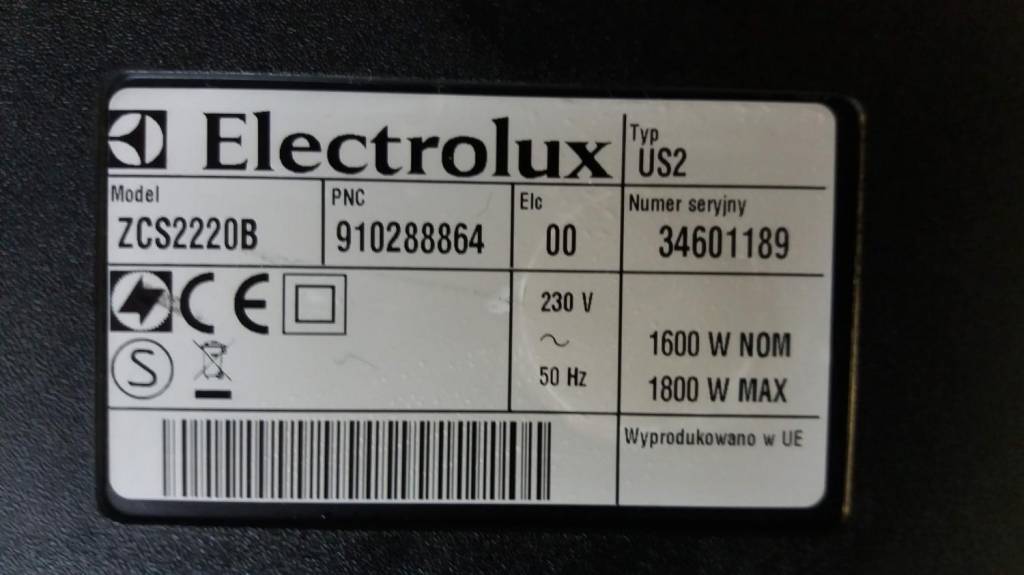 Electrolux
Typ
US2
Model
ZCS2220B
PNC
910288864
Elc
00
Numer seryjny
34601189
CE
230 V
~
50 Hz
1600 W NOM
1800 W MAX
S
Wyprodukowano w UE